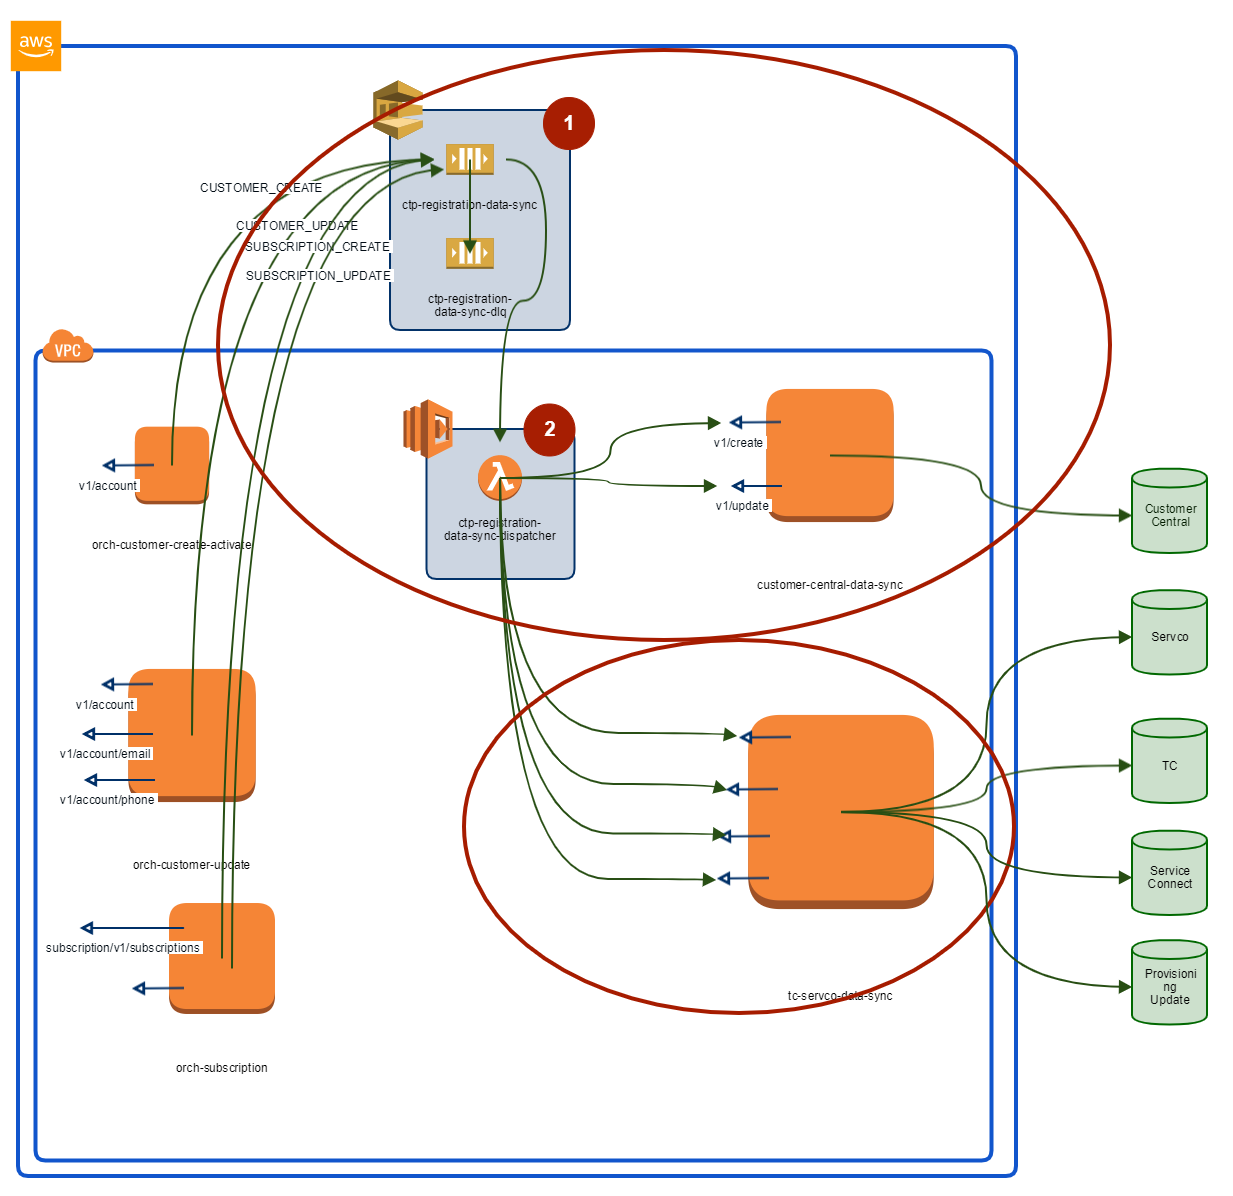 aws
1
CUSTOMER_CREATE
ctp-registration-data-sync
CUSTOMER_UPDATE
SUBSCRIPTION_CREATE
SUBSCRIPTION_UPDATE
ctp-registration-
data-sync-dlq
VPC
2
v1/create
v1/account
v1/update
Customer
Central
ctp-registration-
data-sync-dispatcher
orch-customer-create-activate
customer-central-data-sync
Servco
v1/account
v1/account/email
TC
v1/account/phone
orch-customer-update
Service
Connect
subscription/v1/subscriptions
Provisioni
ng
Update
tc-servco-data-sync
orch-subscription